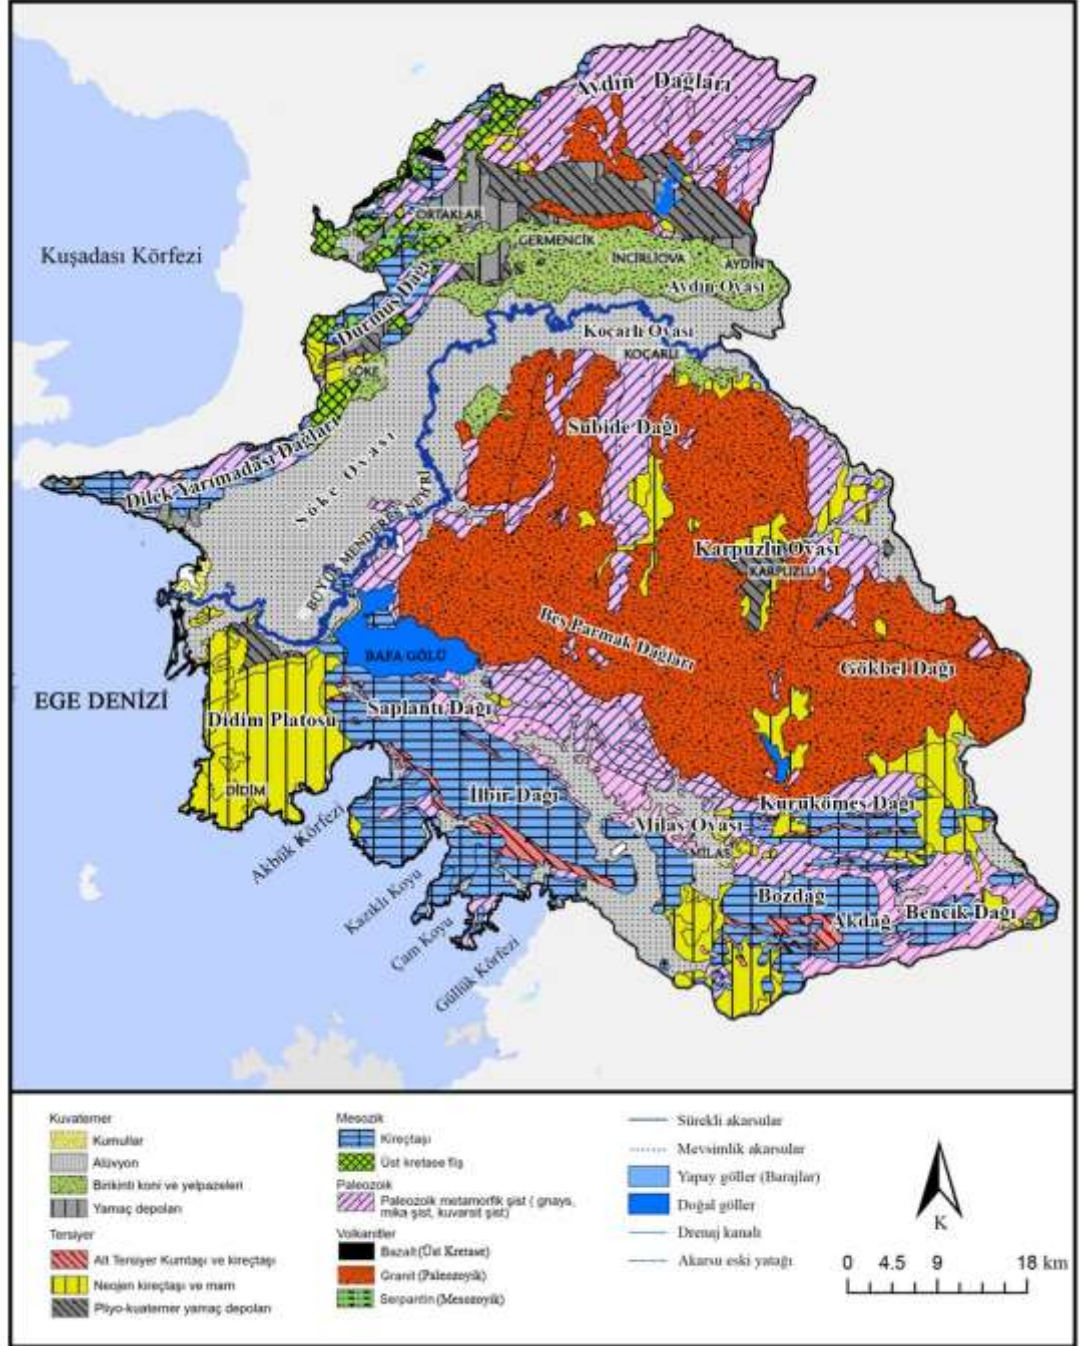 Aydın Dağları
Kuşadası Körfezi
ORTAKLAR
GERMENCİK
İNCİRLİOVA
AYDIN
Aydın Ovası
Durmuş Dağı
Koçarlı Ovası
KOÇARLI
SÖKE
Subide Dağı
Dilek Yarımadası Dağları
Söke Ovası
BÜYÜK MENDERES NEHRİ
Karpuzlu Ovası
KARPUZLU
Beş Parmak Dağları
BAFA GÖLÜ
Gökbel Dağı
EGE DENİZİ
Didim Platosu
Saplantı Dağı
DİDİM
İlbir Dağı
Kurukömes Dağı
Milas Ovası
MİLAS
Akbük Körfezi
Kazıklı Koyu
Çam Koyu
Güllük Körfezi
Bozdağ
Akdağ
Bencik Dağı
Kuvaterner
Kumullar
Alüvyon
Birikinti koni ve yelpazeleri
Yamaç depoları
Tersiyer
Alt Tersiyer Kumtaşı ve kireçtaşı
Neojen kireçtaşı ve marn
Pliyo-kuaterner yamaç depoları
Mesozik
Kireçtaşı
Üst kretase fliş
Paleozoik
Paleozoik metamorfik şist ( gnays,
mika şist, kuvarsit şist)
Volkanitler
Bazalt (Üst Kretase)
Granit (Paleozoyik)
Serpantin (Mesozoyik)
Sürekli akarsular
Mevsimlik akarsular
Yapay göller (Barajlar)
Doğal göller
Drenaj kanalı
Akarsu eski yatağı
K
0 4.5 9 18 km